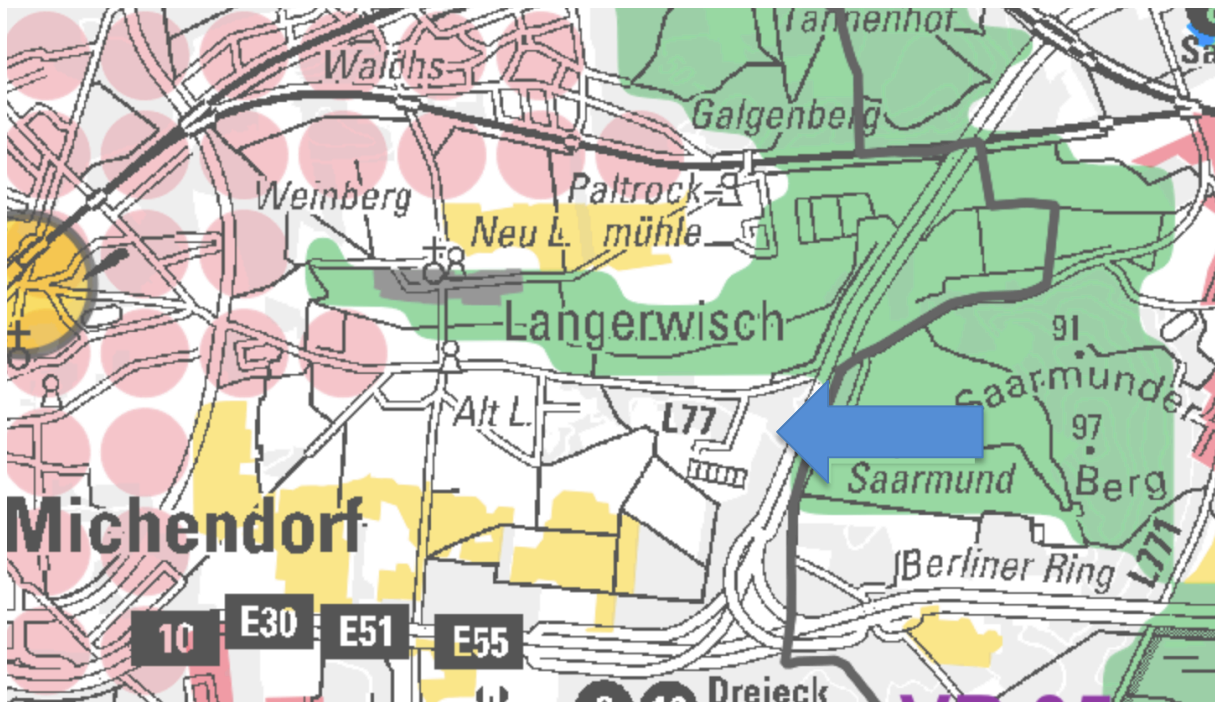 Tannenhof
Sa
Waldhs
Galgenberg
Weinberg
Paltrock
Neu L. mühle
Langerwisch
91
Saarmunder
Alt L.
L77
97
Saarmund
Berg
Michendorf
L771
Berliner Ring
10
E30
E51
E55
Dreieck